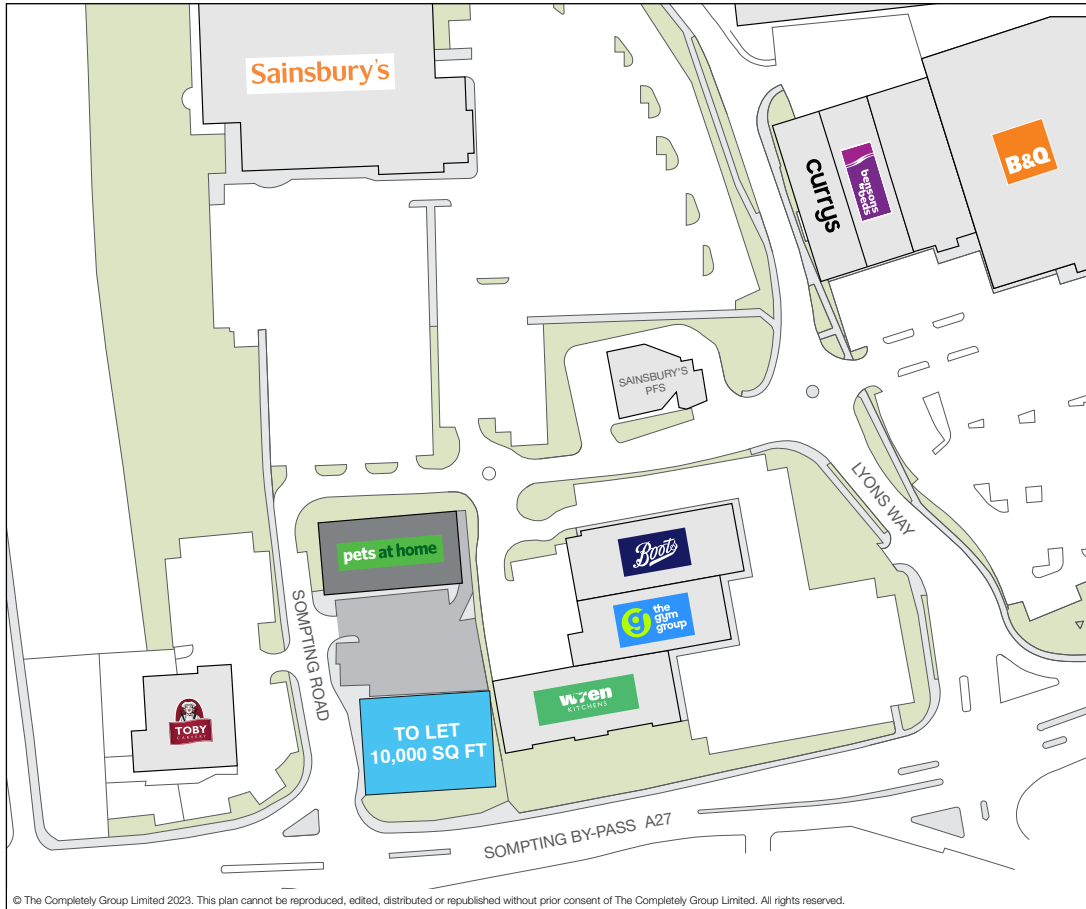 Sainsbury's
currys
bensons
for beds
B&Q
SAINSBURY'S
PFS
LYONS WAY
pets at home
Boots
the
gym
group
SOMPTING ROAD
wren
KITCHENS
TOBY
CARVERY
TO LET
10,000 SQ FT
SOMPTING BY-PASS A27
© The Completely Group Limited 2023. This plan cannot be reproduced, edited, distributed or republished without prior consent of The Completely Group Limited. All rights reserved.